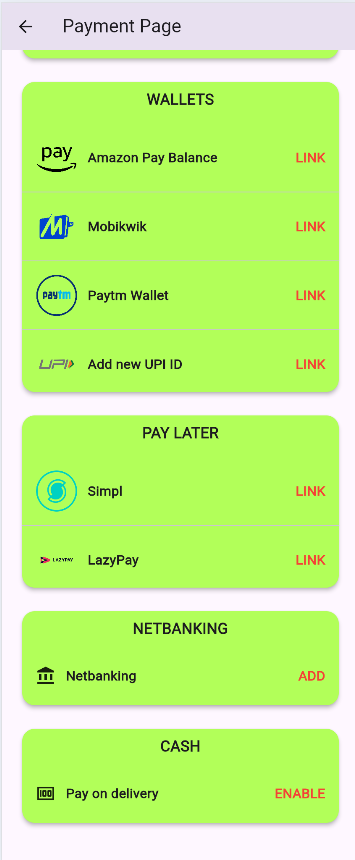 Payment Page
WALLETS
pay
Amazon Pay Balance LINK
Mobikwik LINK
paytm Paytm Wallet LINK
UPI Add new UPI ID LINK
PAY LATER
Simpl LINK
LAZYPAY LazyPay LINK
NETBANKING
Netbanking ADD
CASH
100 Pay on delivery ENABLE